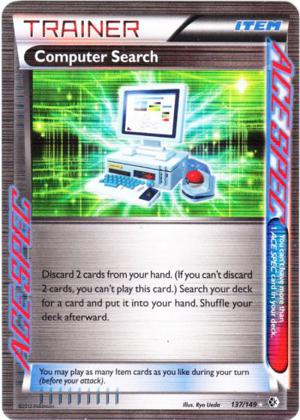 TRAINER
ITEM
Computer Search
ACE SPEC
You can't have more than
1 ACE SPEC card in your deck.
ACE SPEC
Discard 2 cards from your hand. (If you can't discard
2 cards, you can't play this card.) Search your deck
for a card and put it into your hand. Shuffle your
deck afterward.
You may play as many Item cards as you like during your turn
(before your attack).
©2012 Pokémon
Illus. Ryo Ueda
137/149